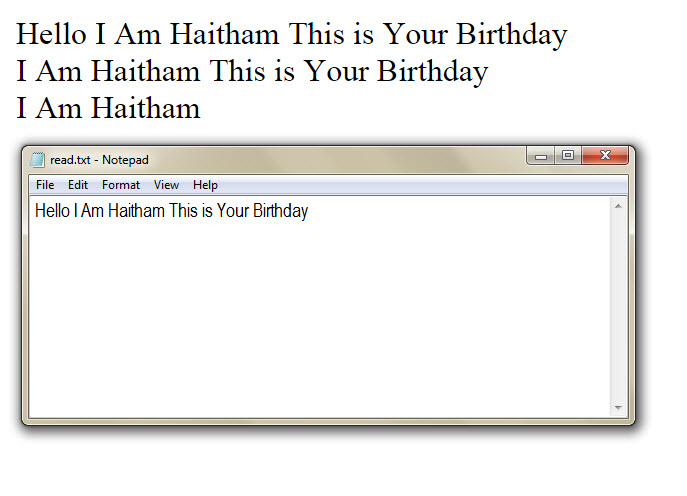 Hello I Am Haitham This is Your Birthday
I Am Haitham This is Your Birthday
I Am Haitham
read.txt - Notepad
File Edit Format View Help
Hello I Am Haitham This is Your Birthday